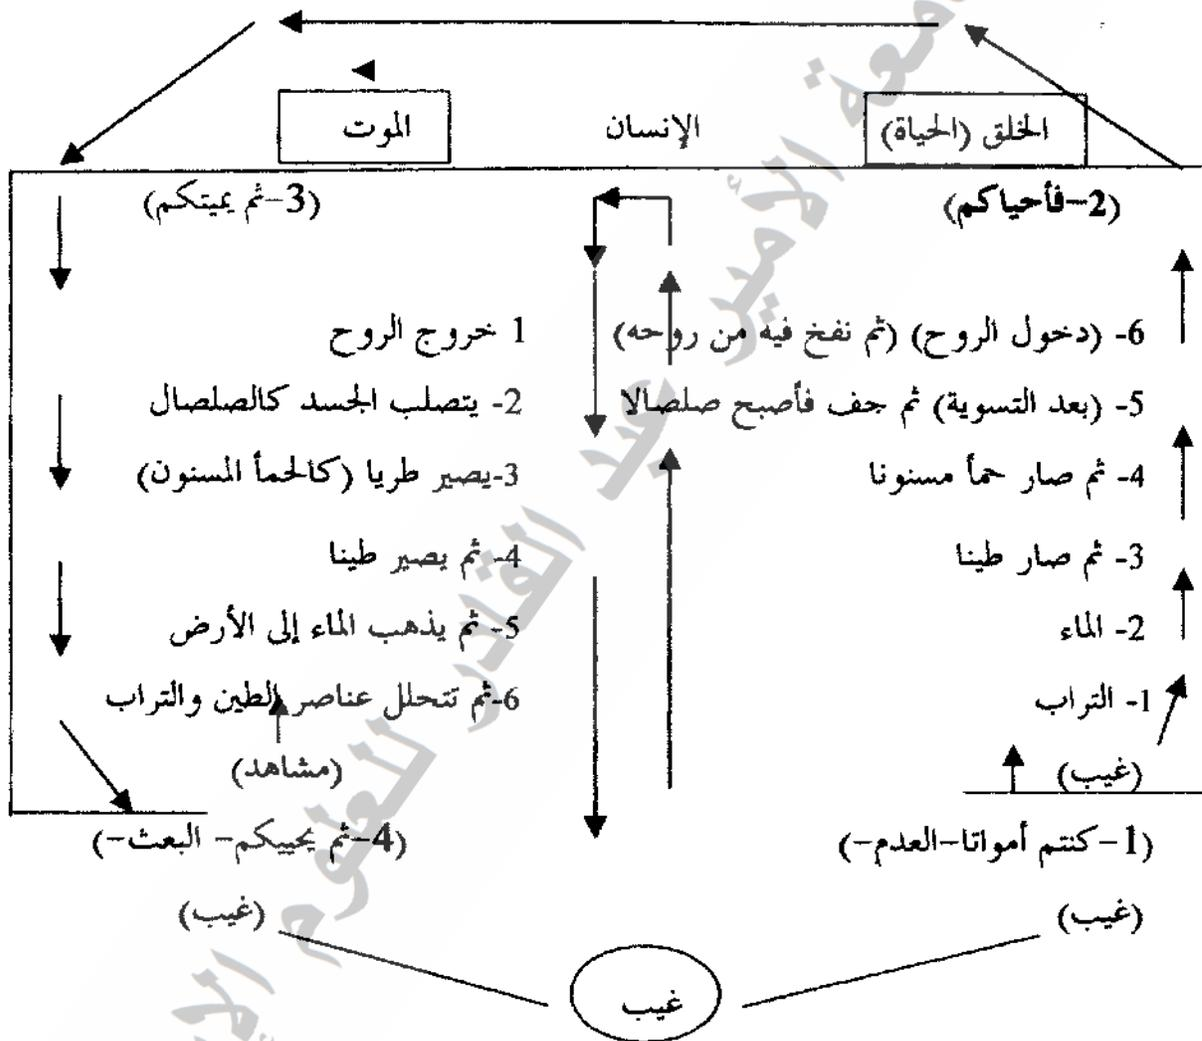 الخلق (الحياة) الإنسان الموت
(2-فأحياكم) (3-ثم يميتكم)
6- (دخول الروح) (ثم نفخ فيه من روحه) 1 خروج الروح
5- (بعد التسوية) ثم جف فأصبح صلصالا 2- يتصلب الجسد كالصلصال
4- ثم صار حمأ مسنونا 3-يصير طريا (كالحمأ المسنون)
3- ثم صار طينا 4- ثم يصير طينا
2- الماء 5- ثم يذهب الماء إلى الأرض
1- التراب 6-ثم تتحلل عناصر الطين والتراب
(غيب) (مشاهد)
(1-كنتم أمواتا-العدم-) (4-ثم يحييكم- البعث-)
(غيب) (غيب)
غيب
الأمير عبد القادر للعلوم